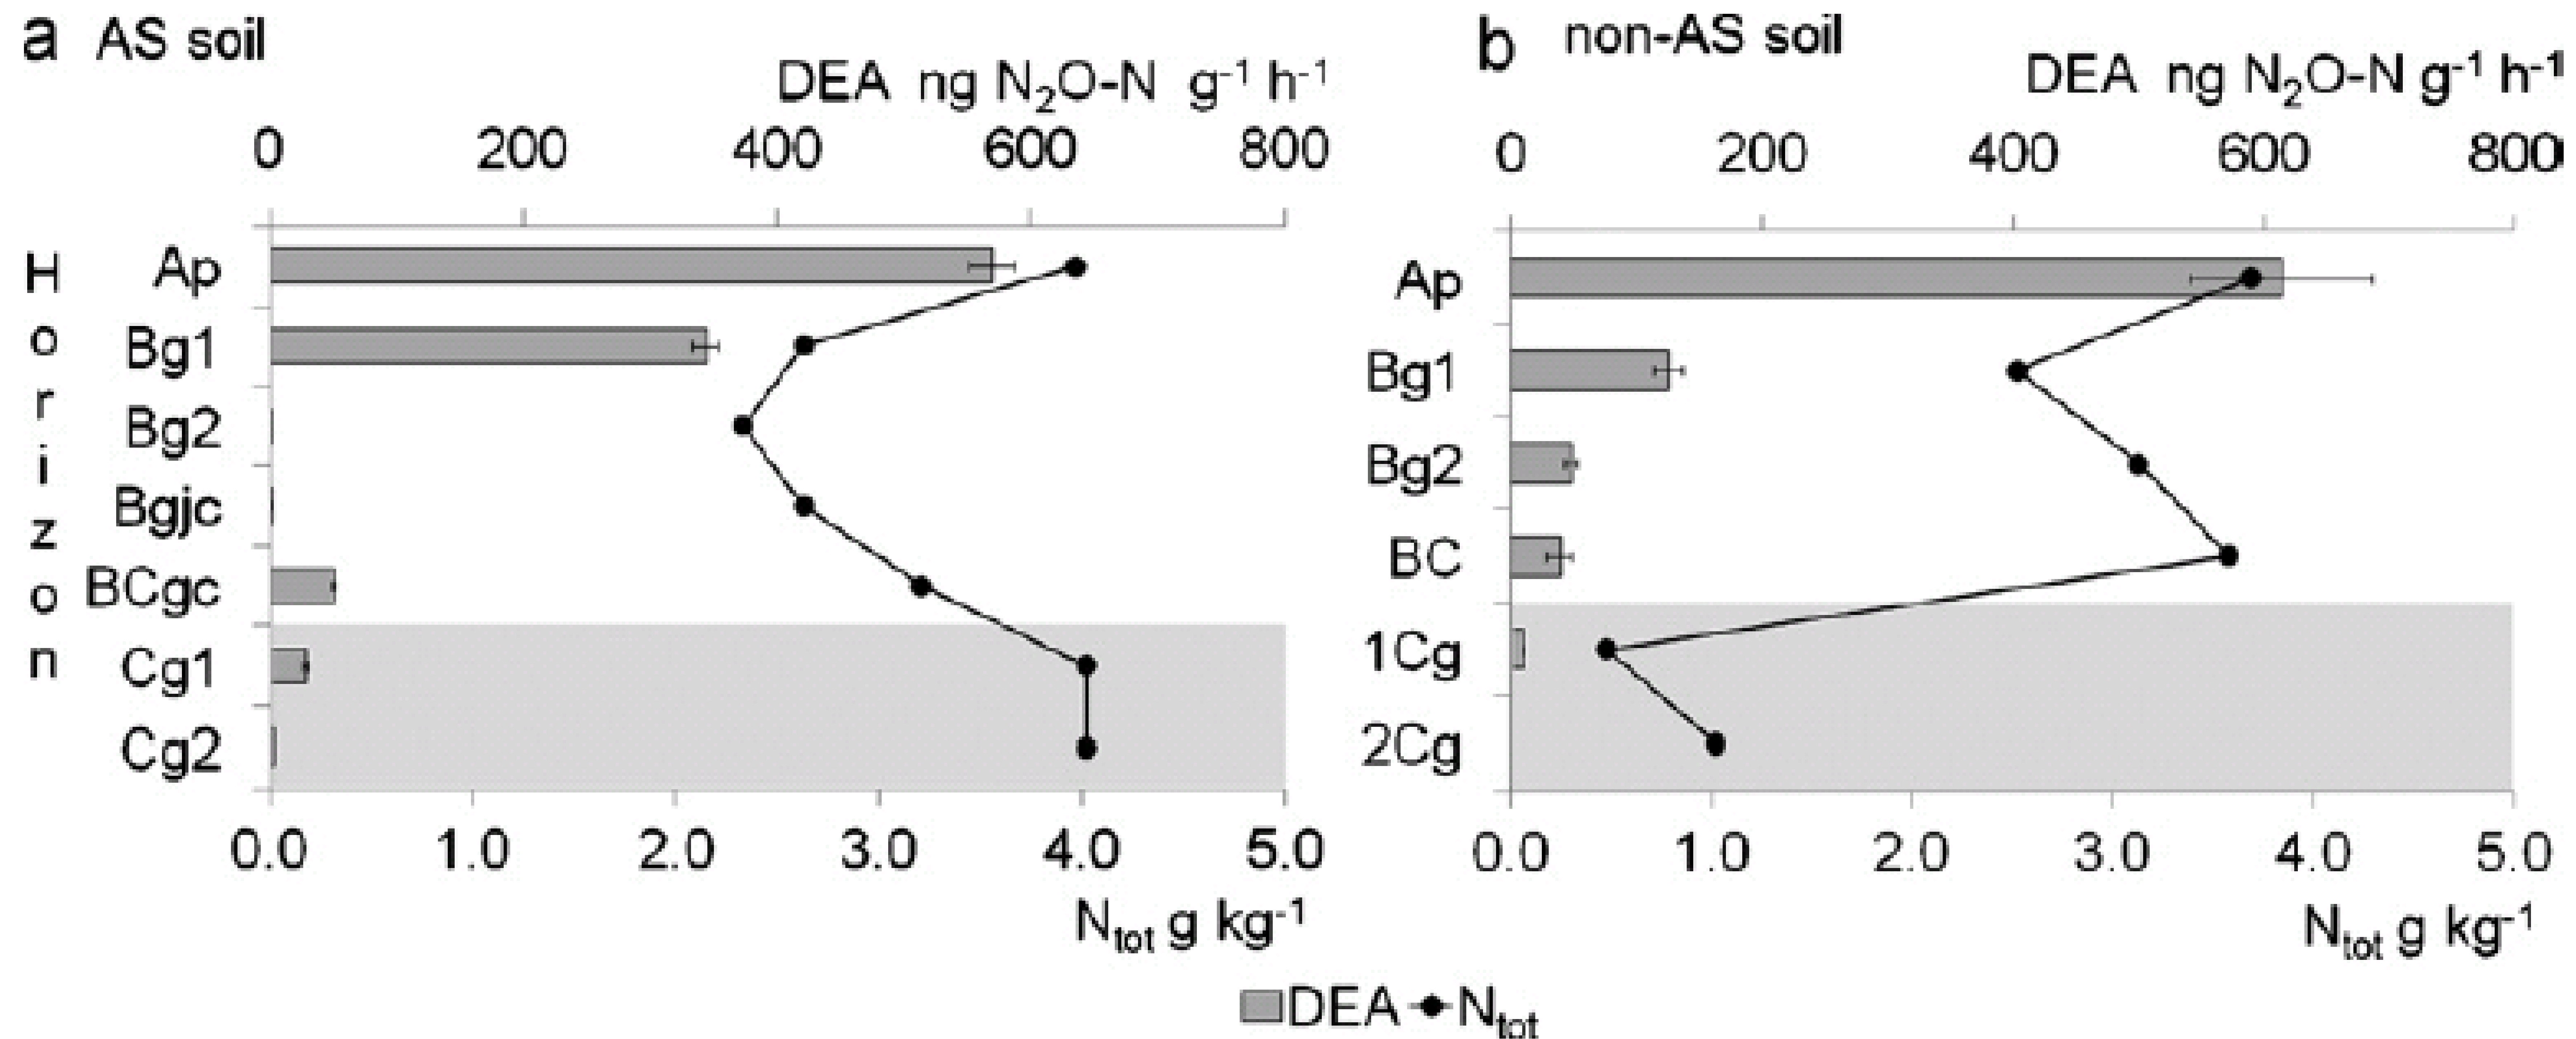 a AS soil
DEA ng N₂O-N g⁻¹ h⁻¹
0 200 400 600 800
Horizon
Ap
Bg1
Bg2
Bgjc
BCgc
Cg1
Cg2
0.0 1.0 2.0 3.0 4.0 5.0
Ntot g kg⁻¹
b non-AS soil
DEA ng N₂O-N g⁻¹ h⁻¹
0 200 400 600 800
Ap
Bg1
Bg2
BC
1Cg
2Cg
0.0 1.0 2.0 3.0 4.0 5.0
Ntot g kg⁻¹
DEA Ntot